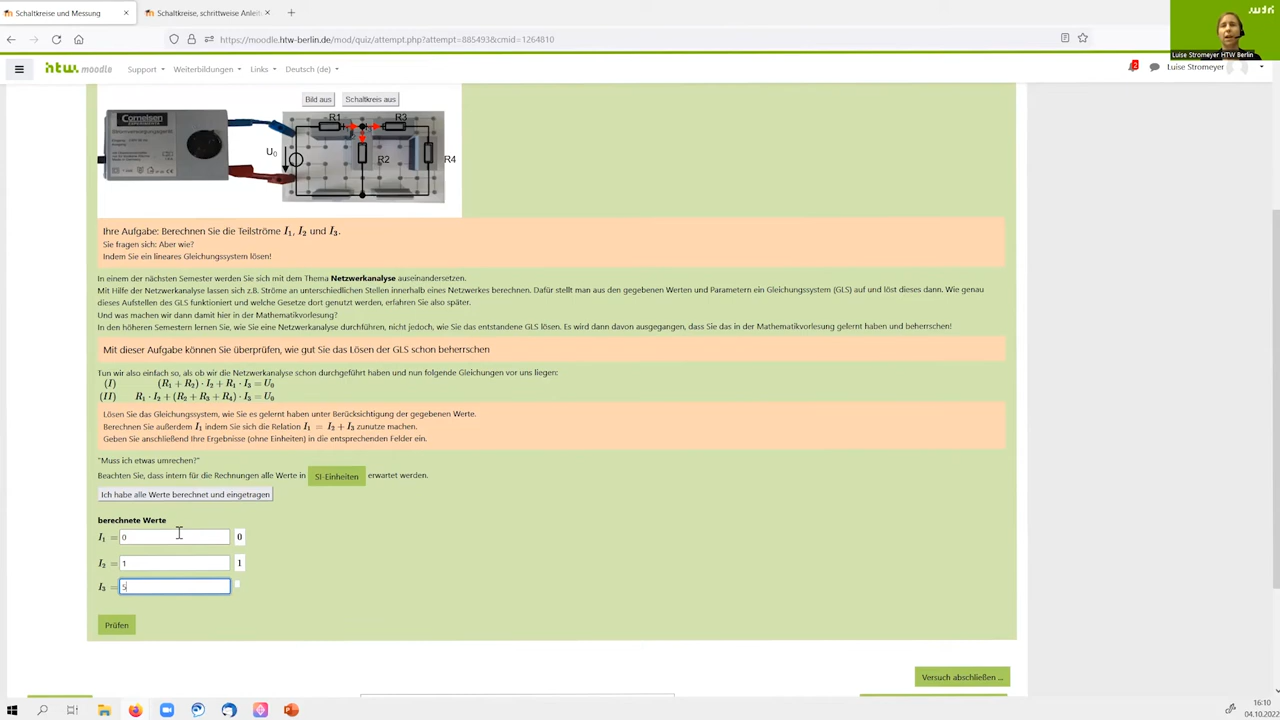 Schaltkreise und Messung
Schaltkreise, schrittweise Anleit
https://moodle.htw-berlin.de/mod/quiz/attempt.php?attempt=885493&cmid=1264810
Luise Stromeyer HTW Berlin
htw moodle
Support
Weiterbildungen
Links
Deutsch (de)
2
Luise Stromeyer
Bild aus
Schaltkreis aus
Cornelsen
R1
R3
U0
R2
R4
Ihre Aufgabe: Berechnen Sie die Teilströme I1, I2 und I3.
Sie fragen sich: Aber wie?
Indem Sie ein lineares Gleichungssystem lösen!
In einem der nächsten Semester werden Sie sich mit dem Thema Netzwerkanalyse auseinandersetzen.
Mit Hilfe der Netzwerkanalyse lassen sich z.B. Ströme an unterschiedlichen Stellen innerhalb eines Netzwerkes berechnen. Dafür stellt man aus den gegebenen Werten und Parametern ein Gleichungssystem (GLS) auf und löst dieses dann. Wie genau
dieses Aufstellen des GLS funktioniert und welche Gesetze dort genutzt werden, erfahren Sie also später.
Und was machen wir dann damit hier in der Mathematikvorlesung?
In den höheren Semestern lernen Sie, wie Sie eine Netzwerkanalyse durchführen, nicht jedoch, wie Sie das entstandene GLS lösen. Es wird dann davon ausgegangen, dass Sie das in der Mathematikvorlesung gelernt haben und beherrschen!
Mit dieser Aufgabe können Sie überprüfen, wie gut Sie das Lösen der GLS schon beherrschen
Tun wir also einfach so, als ob wir die Netzwerkanalyse schon durchgeführt haben und nun folgende Gleichungen vor uns liegen:
(I) (R1 + R2) · I2 + R1 · I3 = U0
(II) R1 · I2 + (R2 + R3 + R4) · I3 = U0
Lösen Sie das Gleichungssystem, wie Sie es gelernt haben unter Berücksichtigung der gegebenen Werte.
Berechnen Sie außerdem I1 indem Sie sich die Relation I1 = I2 + I3 zunutze machen.
Geben Sie anschließend Ihre Ergebnisse (ohne Einheiten) in die entsprechenden Felder ein.
"Muss ich etwas umrechen?"
Beachten Sie, dass intern für die Rechnungen alle Werte in SI-Einheiten erwartet werden.
Ich habe alle Werte berechnet und eingetragen
berechnete Werte
I1 = 0 0
I2 = 1 1
I3 = 5
Prüfen
Versuch abschließen ...
16:10
04.10.2022